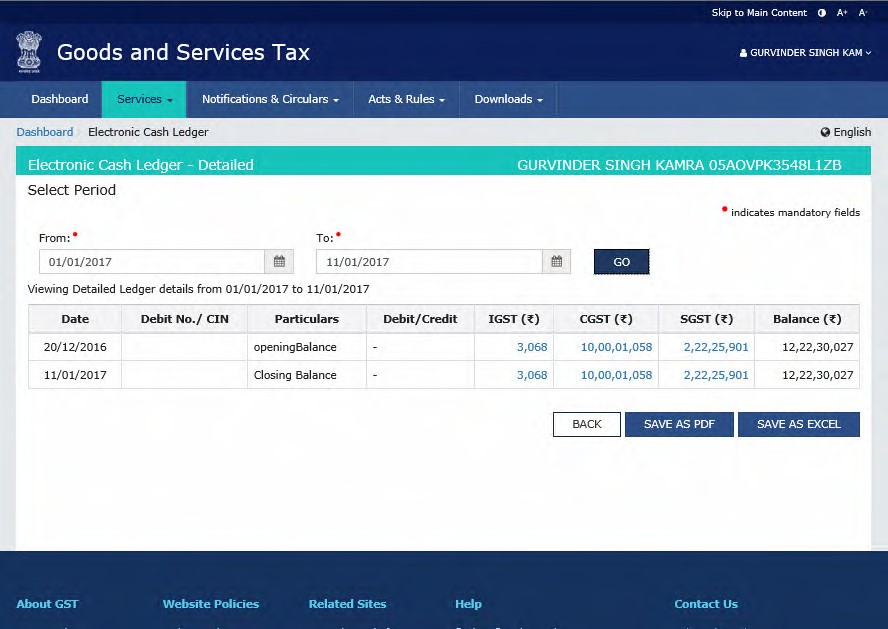 Skip to Main Content A+ A-
Goods and Services Tax
GURVINDER SINGH KAM
Dashboard Services Notifications & Circulars Acts & Rules Downloads
Dashboard Electronic Cash Ledger English
Electronic Cash Ledger - Detailed GURVINDER SINGH KAMRA 05AOVPK3548L1ZB
Select Period
• indicates mandatory fields
From: • To: •
01/01/2017 11/01/2017 GO
Viewing Detailed Ledger details from 01/01/2017 to 11/01/2017
Date Debit No./ CIN Particulars Debit/Credit IGST (₹) CGST (₹) SGST (₹) Balance (₹)
20/12/2016 openingBalance - 3,068 10,00,01,058 2,22,25,901 12,22,30,027
11/01/2017 Closing Balance - 3,068 10,00,01,058 2,22,25,901 12,22,30,027
BACK SAVE AS PDF SAVE AS EXCEL
About GST Website Policies Related Sites Help Contact Us